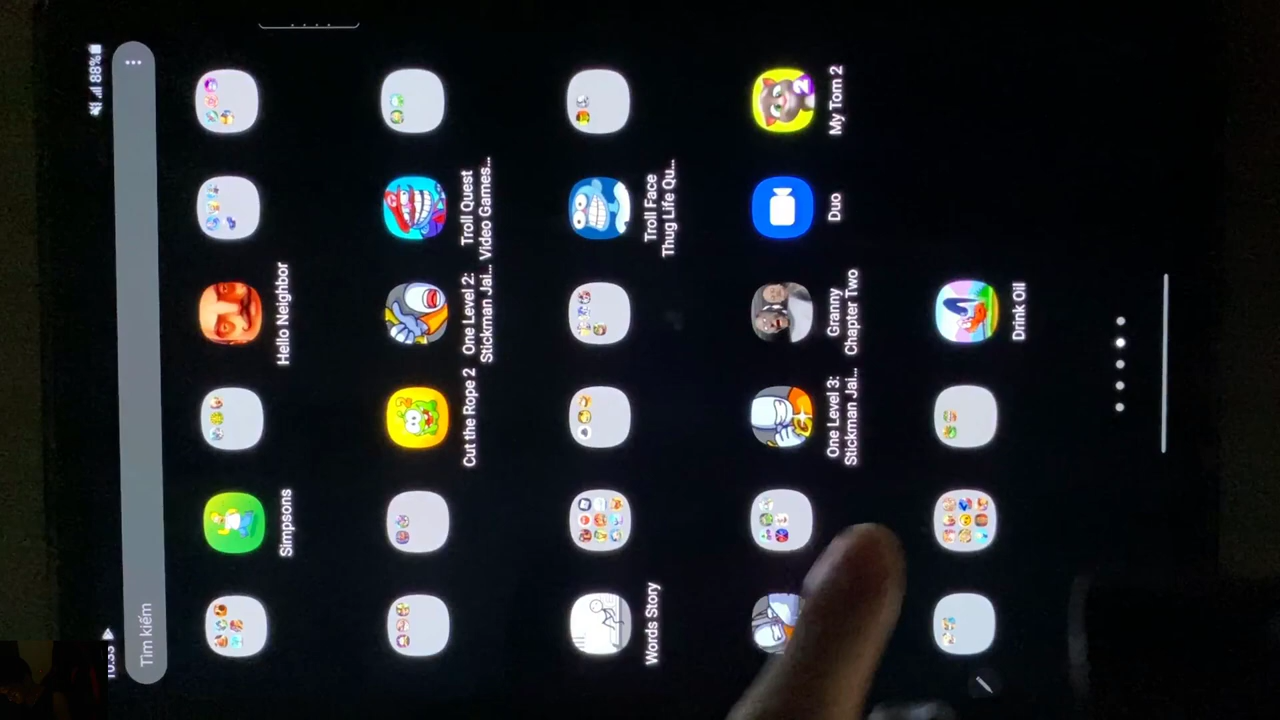 88%
Tìm kiếm
Simpsons
Hello Neighbor
Cut the Rope 2
One Level 2:
Stickman Jai...
Troll Quest
Video Games...
Words Story
Troll Face
Thug Life Qu...
One Level 3:
Stickman Jai...
Granny
Chapter Two
Duo
My Tom 2
Drink Oil